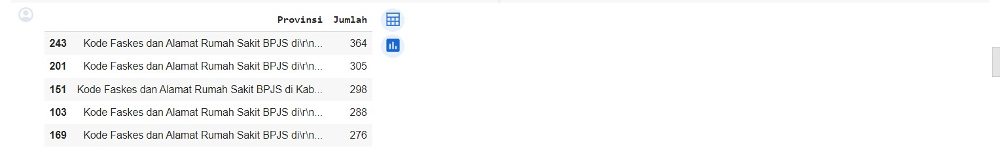 Provinsi Jumlah
243 Kode Faskes dan Alamat Rumah Sakit BPJS di\r\n... 364
201 Kode Faskes dan Alamat Rumah Sakit BPJS di\r\n... 305
151 Kode Faskes dan Alamat Rumah Sakit BPJS di Kab... 298
103 Kode Faskes dan Alamat Rumah Sakit BPJS di\r\n... 288
169 Kode Faskes dan Alamat Rumah Sakit BPJS di\r\n... 276